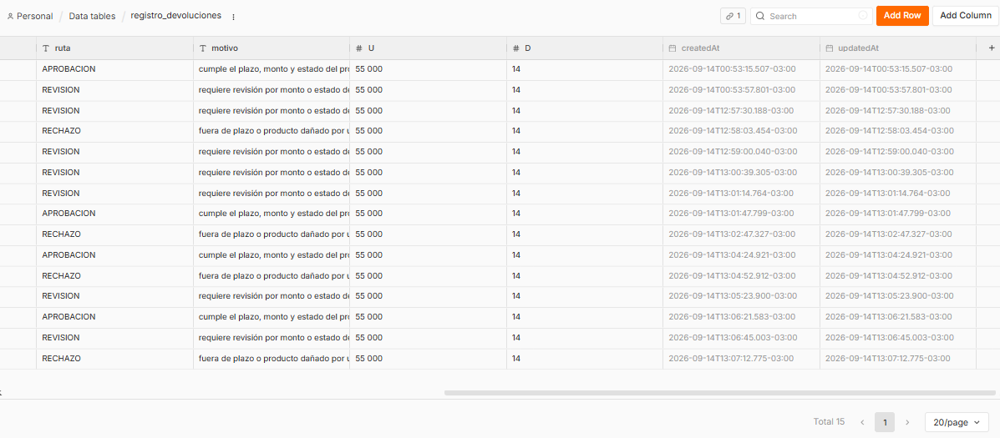 Personal / Data tables / registro_devoluciones
1 Search Add Row Add Column
ruta motivo # U # D createdAt updatedAt +
APROBACION cumple el plazo, monto y estado del pro 55 000 14 2026-09-14T00:53:15.507-03:00 2026-09-14T00:53:15.507-03:00
REVISION requiere revisión por monto o estado de 55 000 14 2026-09-14T00:53:57.801-03:00 2026-09-14T00:53:57.801-03:00
REVISION requiere revisión por monto o estado de 55 000 14 2026-09-14T12:57:30.188-03:00 2026-09-14T12:57:30.188-03:00
RECHAZO fuera de plazo o producto dañado por u 55 000 14 2026-09-14T12:58:03.454-03:00 2026-09-14T12:58:03.454-03:00
REVISION requiere revisión por monto o estado de 55 000 14 2026-09-14T12:59:00.040-03:00 2026-09-14T12:59:00.040-03:00
REVISION requiere revisión por monto o estado de 55 000 14 2026-09-14T13:00:39.305-03:00 2026-09-14T13:00:39.305-03:00
REVISION requiere revisión por monto o estado de 55 000 14 2026-09-14T13:01:14.764-03:00 2026-09-14T13:01:14.764-03:00
APROBACION cumple el plazo, monto y estado del pro 55 000 14 2026-09-14T13:01:47.799-03:00 2026-09-14T13:01:47.799-03:00
RECHAZO fuera de plazo o producto dañado por u 55 000 14 2026-09-14T13:02:47.327-03:00 2026-09-14T13:02:47.327-03:00
APROBACION cumple el plazo, monto y estado del pro 55 000 14 2026-09-14T13:04:24.921-03:00 2026-09-14T13:04:24.921-03:00
RECHAZO fuera de plazo o producto dañado por u 55 000 14 2026-09-14T13:04:52.912-03:00 2026-09-14T13:04:52.912-03:00
REVISION requiere revisión por monto o estado de 55 000 14 2026-09-14T13:05:23.900-03:00 2026-09-14T13:05:23.900-03:00
APROBACION cumple el plazo, monto y estado del pro 55 000 14 2026-09-14T13:06:21.583-03:00 2026-09-14T13:06:21.583-03:00
REVISION requiere revisión por monto o estado de 55 000 14 2026-09-14T13:06:45.003-03:00 2026-09-14T13:06:45.003-03:00
RECHAZO fuera de plazo o producto dañado por u 55 000 14 2026-09-14T13:07:12.775-03:00 2026-09-14T13:07:12.775-03:00
Total 15 1 20/page